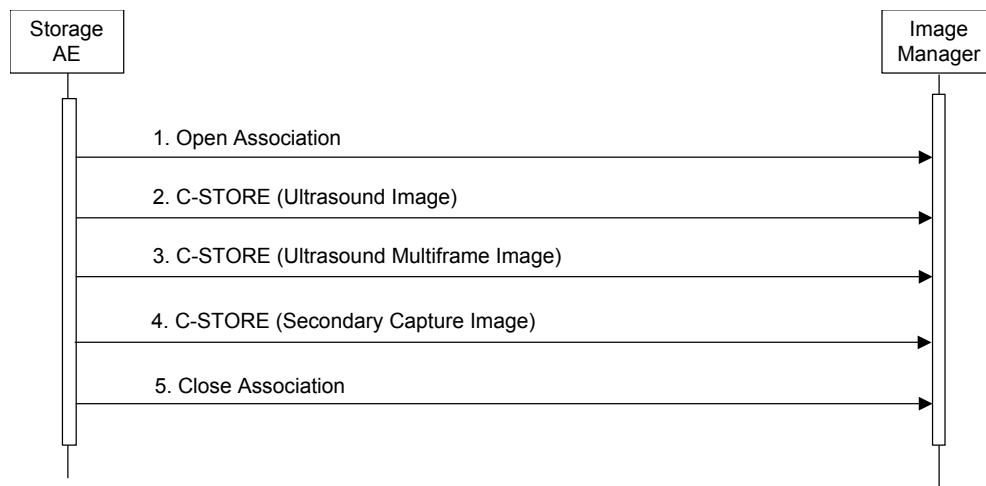 Storage
AE
Image
Manager
1. Open Association
2. C-STORE (Ultrasound Image)
3. C-STORE (Ultrasound Multiframe Image)
4. C-STORE (Secondary Capture Image)
5. Close Association